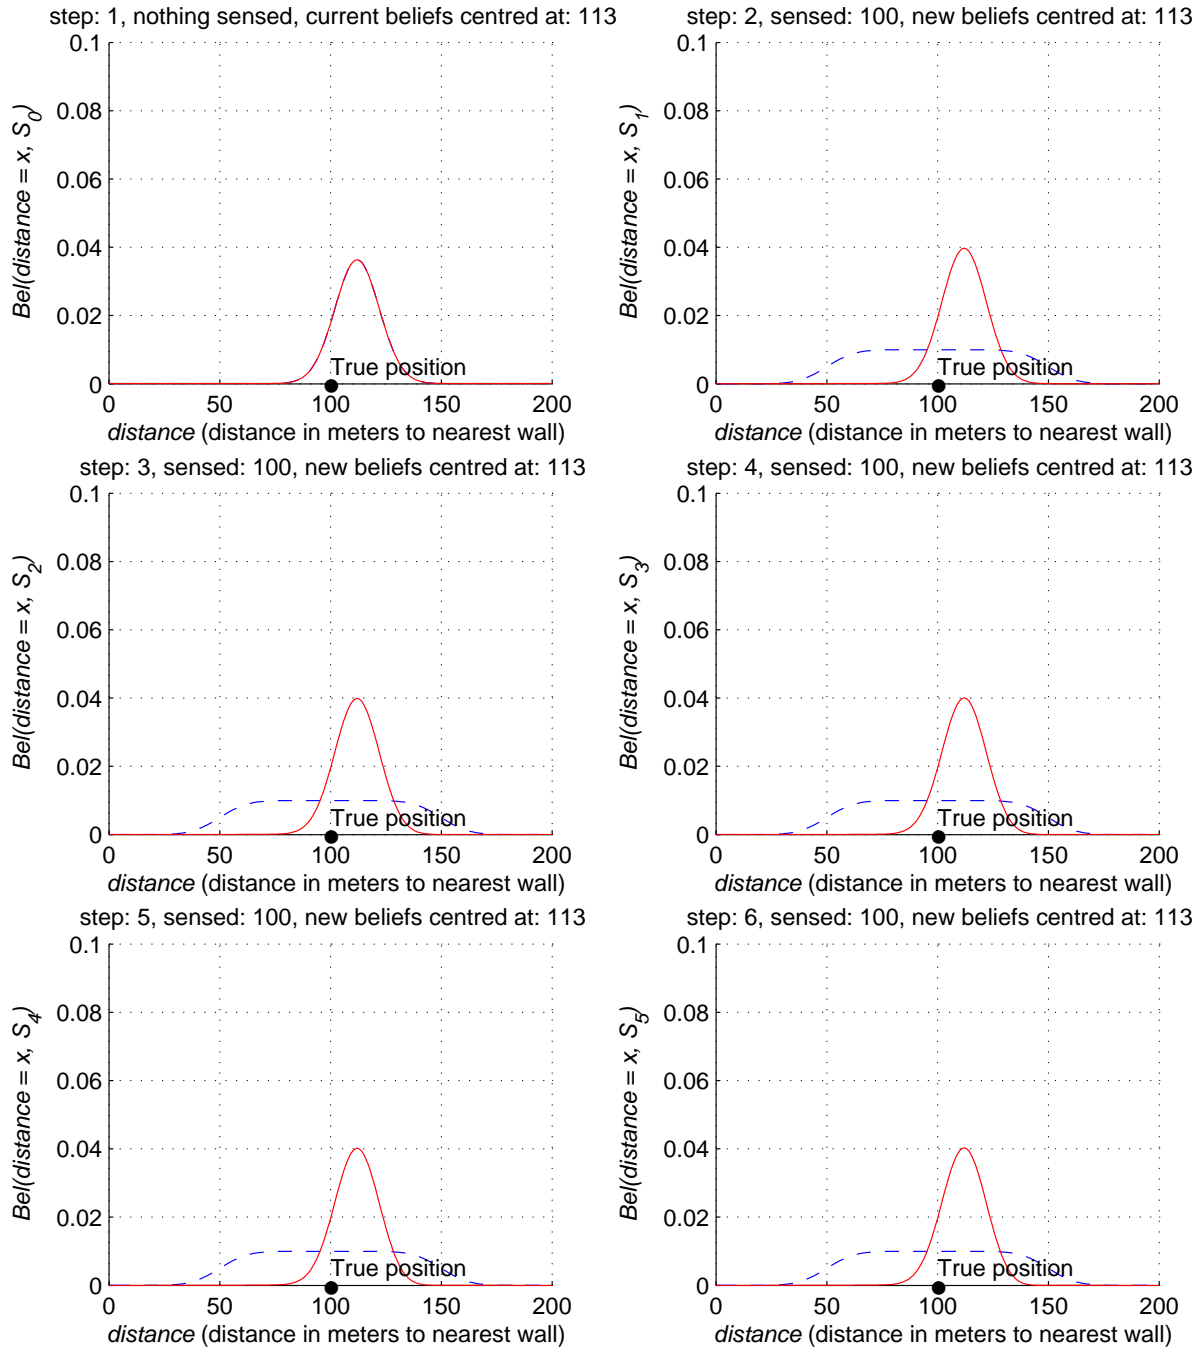 step: 1, nothing sensed, current beliefs centred at: 113
0.1
0.08
0.06
0.04
0.02
0
Bel(distance = x, S_0)
True position
0 50 100 150 200
distance (distance in meters to nearest wall)
step: 2, sensed: 100, new beliefs centred at: 113
0.1
0.08
0.06
0.04
0.02
0
Bel(distance = x, S_1)
True position
0 50 100 150 200
distance (distance in meters to nearest wall)
step: 3, sensed: 100, new beliefs centred at: 113
0.1
0.08
0.06
0.04
0.02
0
Bel(distance = x, S_2)
True position
0 50 100 150 200
distance (distance in meters to nearest wall)
step: 4, sensed: 100, new beliefs centred at: 113
0.1
0.08
0.06
0.04
0.02
0
Bel(distance = x, S_3)
True position
0 50 100 150 200
distance (distance in meters to nearest wall)
step: 5, sensed: 100, new beliefs centred at: 113
0.1
0.08
0.06
0.04
0.02
0
Bel(distance = x, S_4)
True position
0 50 100 150 200
distance (distance in meters to nearest wall)
step: 6, sensed: 100, new beliefs centred at: 113
0.1
0.08
0.06
0.04
0.02
0
Bel(distance = x, S_5)
True position
0 50 100 150 200
distance (distance in meters to nearest wall)